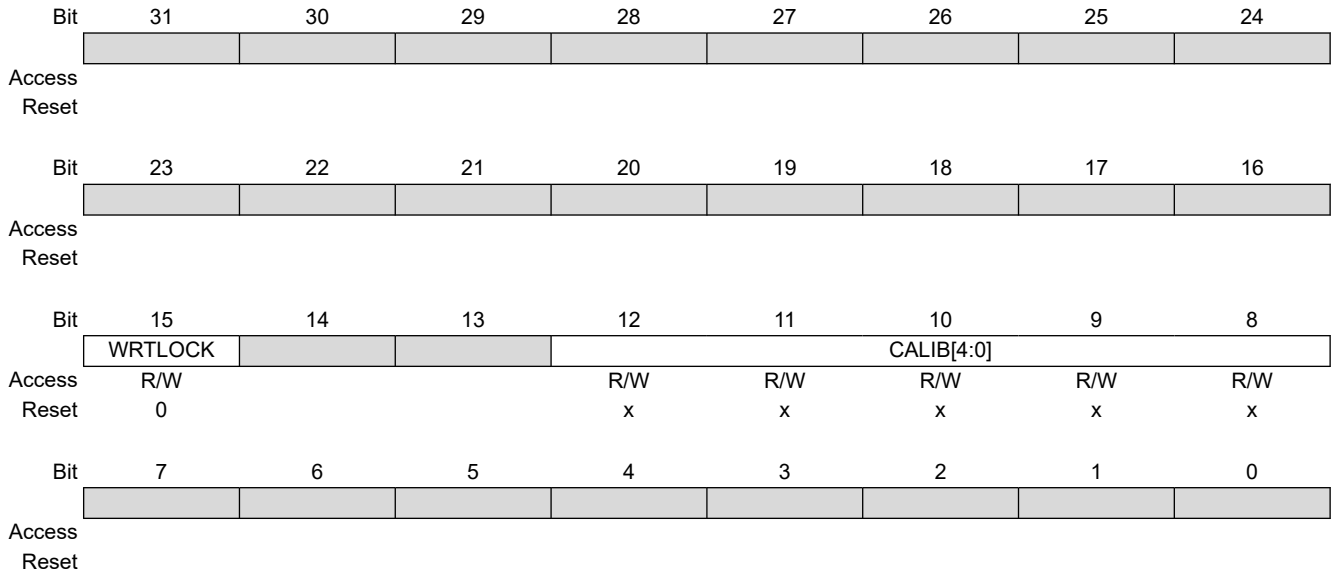 Bit 31 30 29 28 27 26 25 24
Access
Reset
Bit 23 22 21 20 19 18 17 16
Access
Reset
Bit 15 14 13 12 11 10 9 8
WRTLOCK CALIB[4:0]
Access R/W R/W R/W R/W R/W R/W
Reset 0 x x x x x
Bit 7 6 5 4 3 2 1 0
Access
Reset